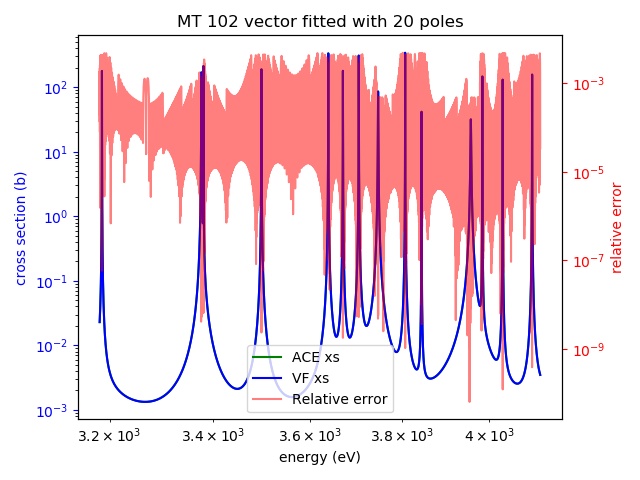 MT 102 vector fitted with 20 poles
cross section (b)
10²
10¹
10⁰
10⁻¹
10⁻²
10⁻³
10⁻³
10⁻⁵
10⁻⁷
10⁻⁹
relative error
ACE xs
VF xs
Relative error
3.2 × 10³ 3.4 × 10³ 3.6 × 10³ 3.8 × 10³ 4 × 10³
energy (eV)